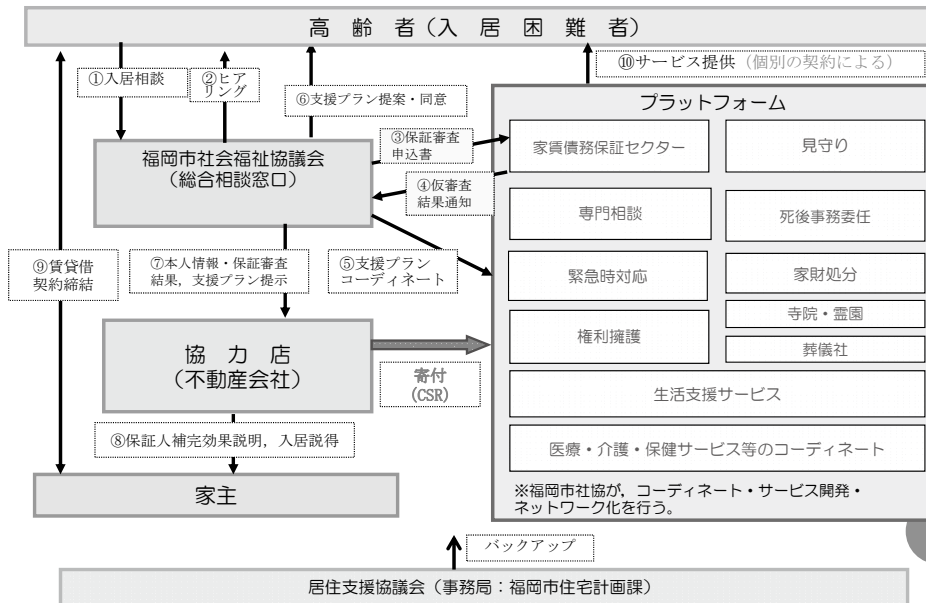 高齢者(入居困難者)
①入居相談
②ヒア
リング
⑥支援プラン提案・同意
⑩サービス提供(個別の契約による)
福岡市社会福祉協議会
(総合相談窓口)
③保証審査
申込書
④仮審査
結果通知
⑨賃貸借
契約締結
⑦本人情報・保証審査
結果，支援プラン提示
⑤支援プラン
コーディネート
協力店
(不動産会社)
寄付
(CSR)
⑧保証人補完効果説明，入居説得
家主
プラットフォーム
家賃債務保証セクター
見守り
専門相談
死後事務委任
緊急時対応
家財処分
権利擁護
寺院・霊園
葬儀社
生活支援サービス
医療・介護・保健サービス等のコーディネート
※福岡市社協が，コーディネート・サービス開発・
ネットワーク化を行う。
バックアップ
居住支援協議会(事務局：福岡市住宅計画課)